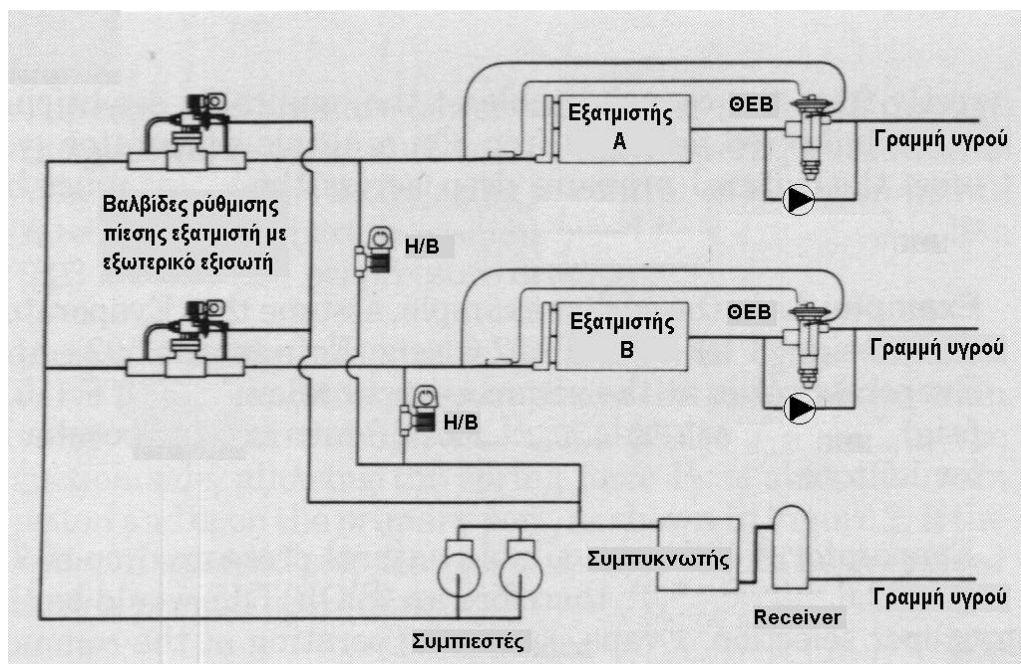 Εξατμιστής
Α
ΘΕΒ
Γραμμή υγρού
Βαλβίδες ρύθμισης
πίεσης εξατμιστή με
εξωτερικό εξισωτή
Η/Β
Εξατμιστής
Β
ΘΕΒ
Γραμμή υγρού
Η/Β
Συμπυκνωτής
Receiver
Γραμμή υγρού
Συμπιεστές